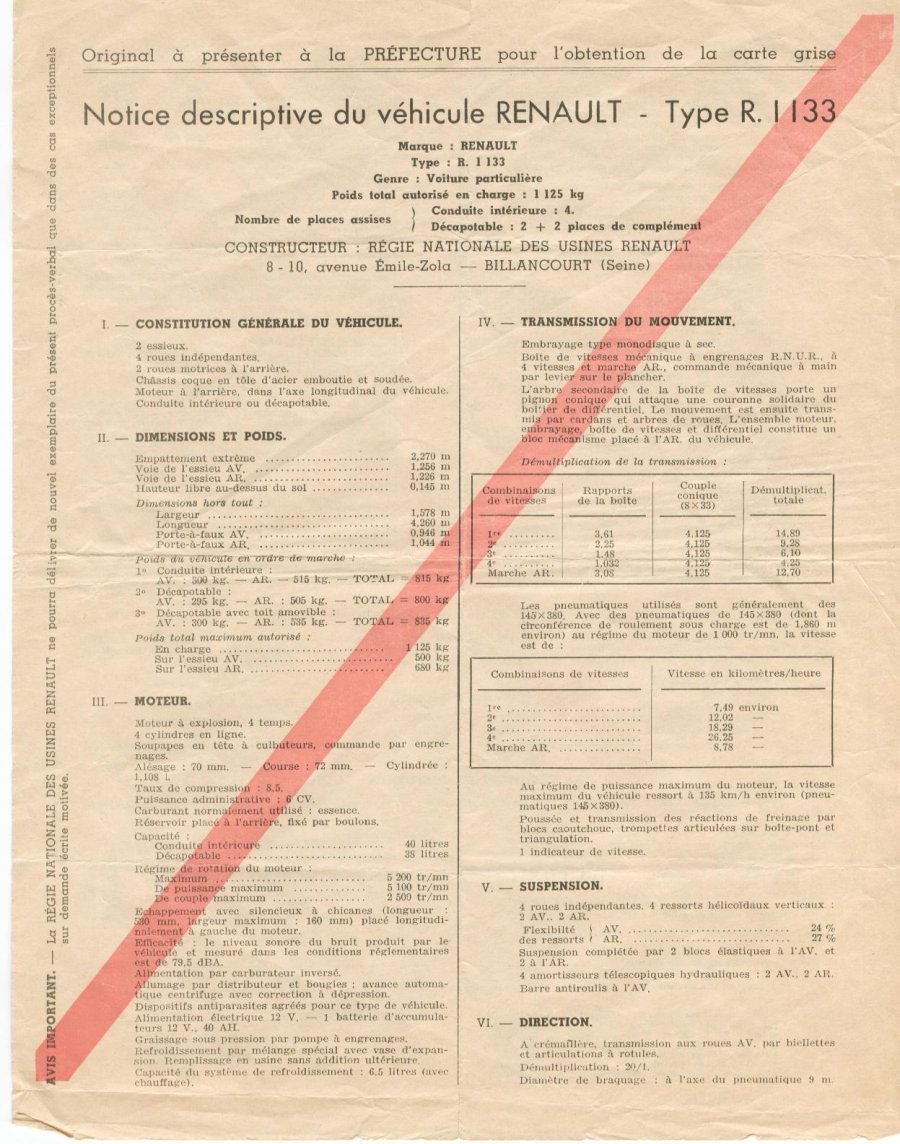 Original à présenter à la PRÉFECTURE pour l'obtention de la carte grise
Notice descriptive du véhicule RENAULT - Type R. 1133
Marque : RENAULT
Type : R. 1 133
Genre : Voiture particulière
Poids total autorisé en charge : 1 125 kg
Nombre de places assises
Conduite intérieure : 4.
Décapotable : 2 + 2 places de complément
CONSTRUCTEUR : RÉGIE NATIONALE DES USINES RENAULT
8 - 10, avenue Émile-Zola — BILLANCOURT (Seine)
I. — CONSTITUTION GÉNÉRALE DU VÉHICULE.
2 essieux.
4 roues indépendantes.
2 roues motrices à l'arrière.
Châssis coque en tôle d'acier emboutie et soudée.
Moteur à l'arrière, dans l'axe longitudinal du véhicule.
Conduite intérieure ou décapotable.
II. — DIMENSIONS ET POIDS.
Empattement extrême ........ 2,270 m
Voie de l'essieu AV. ........ 1,256 m
Voie de l'essieu AR. ........ 1,226 m
Hauteur libre au-dessus du sol ........ 0,145 m
Dimensions hors tout :
Largeur ........ 1,578 m
Longueur ........ 4,260 m
Porte-à-faux AV. ........ 0,946 m
Porte-à-faux AR. ........ 1,044 m
Poids du véhicule en ordre de marche :
1° Conduite intérieure :
AV. : 300 kg. — AR. — 515 kg. — TOTAL = 815 kg
2° Décapotable :
AV. : 295 kg. — AR. : 505 kg. — TOTAL = 800 kg
3° Décapotable avec toit amovible :
AV. : 300 kg. — AR. : 535 kg. — TOTAL = 835 kg
Poids total maximum autorisé :
En charge ........ 1 125 kg
Sur l'essieu AV. ........ 500 kg
Sur l'essieu AR. ........ 680 kg
III. — MOTEUR.
Moteur à explosion, 4 temps.
4 cylindres en ligne.
Soupapes en tête à culbuteurs, commande par engre-
nages.
Alésage : 70 mm. — Course : 72 mm. — Cylindrée :
1,108 l.
Taux de compression : 8,5.
Puissance administrative : 6 CV.
Carburant normalement utilisé : essence.
Réservoir placé à l'arrière, fixé par boulons.
Capacité :
Conduite intérieure ........ 40 litres
Décapotable ........ 38 litres
Régime de rotation du moteur :
Maximum ........ 5 200 tr/mn
De puissance maximum ........ 5 100 tr/mn
De couple maximum ........ 2 500 tr/mn
Echappement avec silencieux à chicanes (longueur :
530 mm, largeur maximum : 160 mm) placé longitudi-
nalement à gauche du moteur.
Efficacité : le niveau sonore du bruit produit par le
véhicule et mesuré dans les conditions réglementaires
est de 79,5 dBA.
Alimentation par carburateur inversé.
Allumage par distributeur et bougies ; avance automa-
tique centrifuge avec correction à dépression.
Dispositifs antiparasites agréés pour ce type de véhicule.
Alimentation électrique 12 V. — 1 batterie d'accumula-
teurs 12 V., 40 AH.
Graissage sous pression par pompe à engrenages.
Refroidissement par mélange spécial avec vase d'expan-
sion. Remplissage en usine sans addition ultérieure.
Capacité du système de refroidissement : 6,5 litres (avec
chauffage).
IV. — TRANSMISSION DU MOUVEMENT.
Embrayage type monodisque à sec.
Boîte de vitesses mécanique à engrenages R.N.U.R., à
4 vitesses et marche AR., commande mécanique à main
par levier sur le plancher.
L'arbre secondaire de la boîte de vitesses porte un
pignon conique qui attaque une couronne solidaire du
boîtier de différentiel. Le mouvement est ensuite trans-
mis par cardans et arbres de roues. L'ensemble moteur,
embrayage, boîte de vitesses et différentiel constitue un
bloc mécanisme placé à l'AR. du véhicule.
Démultiplication de la transmission :
Combinaisons de vitesses | Rapports de la boîte | Couple conique (8×33) | Démultiplicat. totale
1re ........ 3,61 4,125 14,89
2e ........ 2,25 4,125 9,28
3e ........ 1,48 4,125 6,10
4e ........ 1,032 4,125 4,25
Marche AR. 3,08 4,125 12,70
Les pneumatiques utilisés sont généralement des
145×380. Avec des pneumatiques de 145×380 (dont la
circonférence de roulement sous charge est de 1,860 m
environ) au régime du moteur de 1 000 tr/mn, la vitesse
est de :
Combinaisons de vitesses | Vitesse en kilomètres/heure
1re ........ 7,49 environ
2e ........ 12,02 —
3e ........ 18,29 —
4e ........ 26,25 —
Marche AR. ........ 8,78 —
Au régime de puissance maximum du moteur, la vitesse
maximum du véhicule ressort à 135 km/h environ (pneu-
matiques 145×380).
Poussée et transmission des réactions de freinage par
blocs caoutchouc, trompettes articulées sur boîte-pont et
triangulation.
1 indicateur de vitesse.
V. — SUSPENSION.
4 roues indépendantes. 4 ressorts hélicoïdaux verticaux :
2 AV., 2 AR.
Flexibilté des ressorts
AV. ........ 24 %
AR. ........ 27 %
Suspension complétée par 2 blocs élastiques à l'AV. et
2 à l'AR.
4 amortisseurs télescopiques hydrauliques : 2 AV., 2 AR.
Barre antiroulis à l'AV.
VI. — DIRECTION.
A crémaillère, transmission aux roues AV. par biellettes
et articulations à rotules.
Démultiplication : 20/1.
Diamètre de braquage : à l'axe du pneumatique 9 m.
AVIS IMPORTANT. — La RÉGIE NATIONALE DES USINES RENAULT ne pourra délivrer de nouvel exemplaire du présent procès-verbal que dans des cas exceptionnels
sur demande écrite motivée.